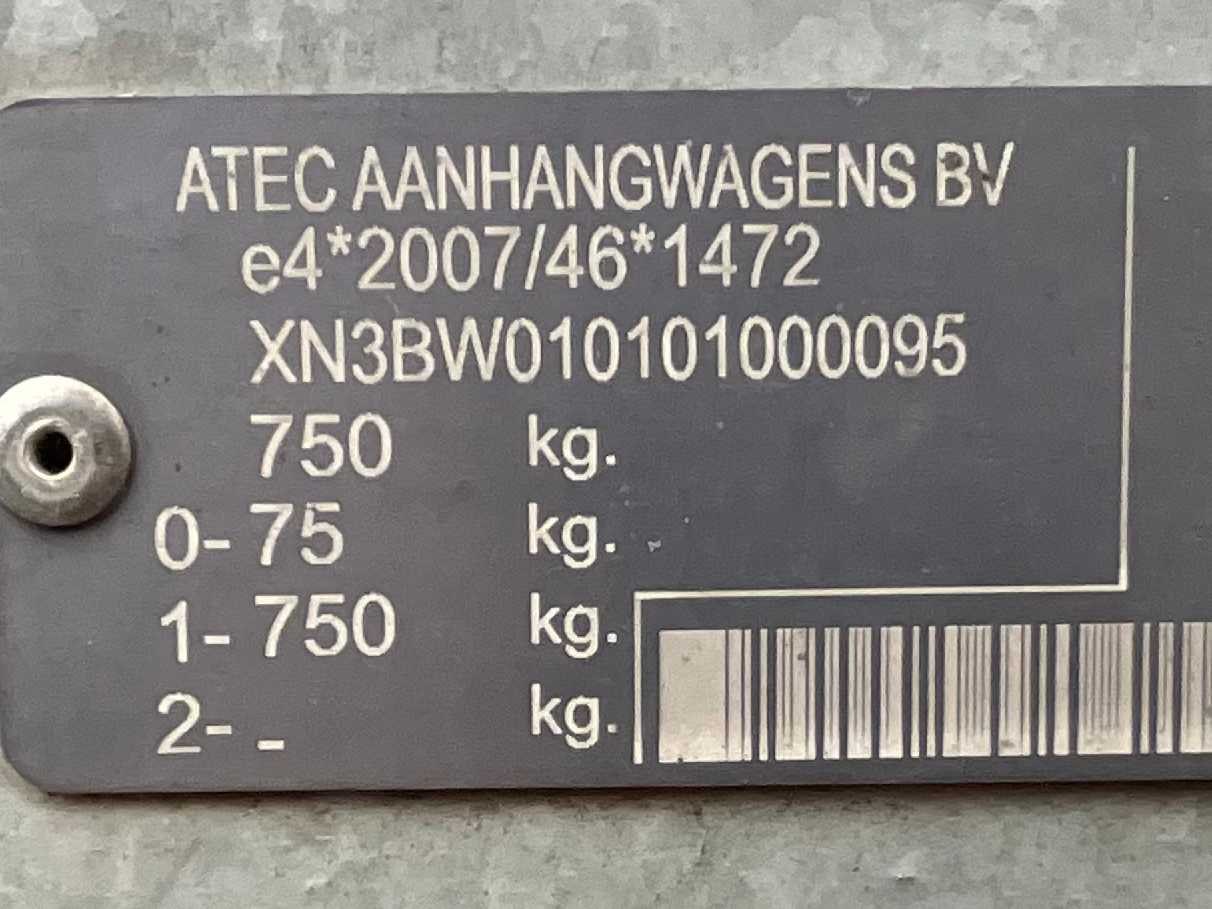 ATEC AANHANGWAGENS BV
e4*2007/46*1472
XN3BW010101000095
750 kg.
0- 75 kg.
1- 750 kg.
2- - kg.